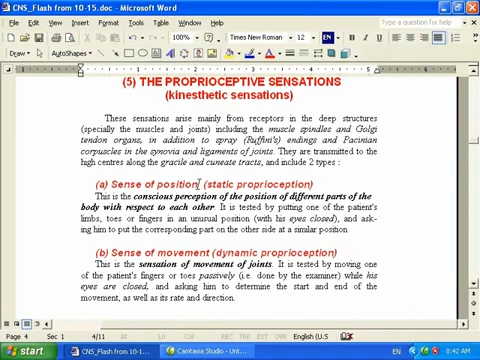 CNS_Flash from 10-15.doc - Microsoft Word
File Edit View Insert Format Tools Table Window Help
Type a question for help
100% Times New Roman 12 EN B
Draw AutoShapes
(5) THE PROPRIOCEPTIVE SENSATIONS
(kinesthetic sensations)
These sensations arise mainly from receptors in the deep structures
(specially the muscles and joints) including the muscle spindles and Golgi
tendon organs, in addition to spray (Ruffini's) endings and Pacinian
corpuscles in the synovia and ligaments of joints. They are transmitted to the
high centres along the gracile and cuneate tracts, and include 2 types :
(a) Sense of position (static proprioception)
This is the conscious perception of the position of different parts of the
body with respect to each other. It is tested by putting one of the patient's
limbs, toes or fingers in an unusual position (with his eyes closed), and ask-
ing him to put the corresponding part on the other side at a similar position.
(b) Sense of movement (dynamic proprioception)
This is the sensation of movement of joints. It is tested by moving one
of the patient's fingers or toes passively (i.e. done by the examiner) while his
eyes are closed, and asking him to determine the start and end of the
movement, as well as its rate and direction.
Page 4 Sec 1 4/11 At Ln Col REC TRK EXT OVR English (U.S
start CNS_Flash from 10-1... Camtasia Studio - Unt... EN 8:42 AM